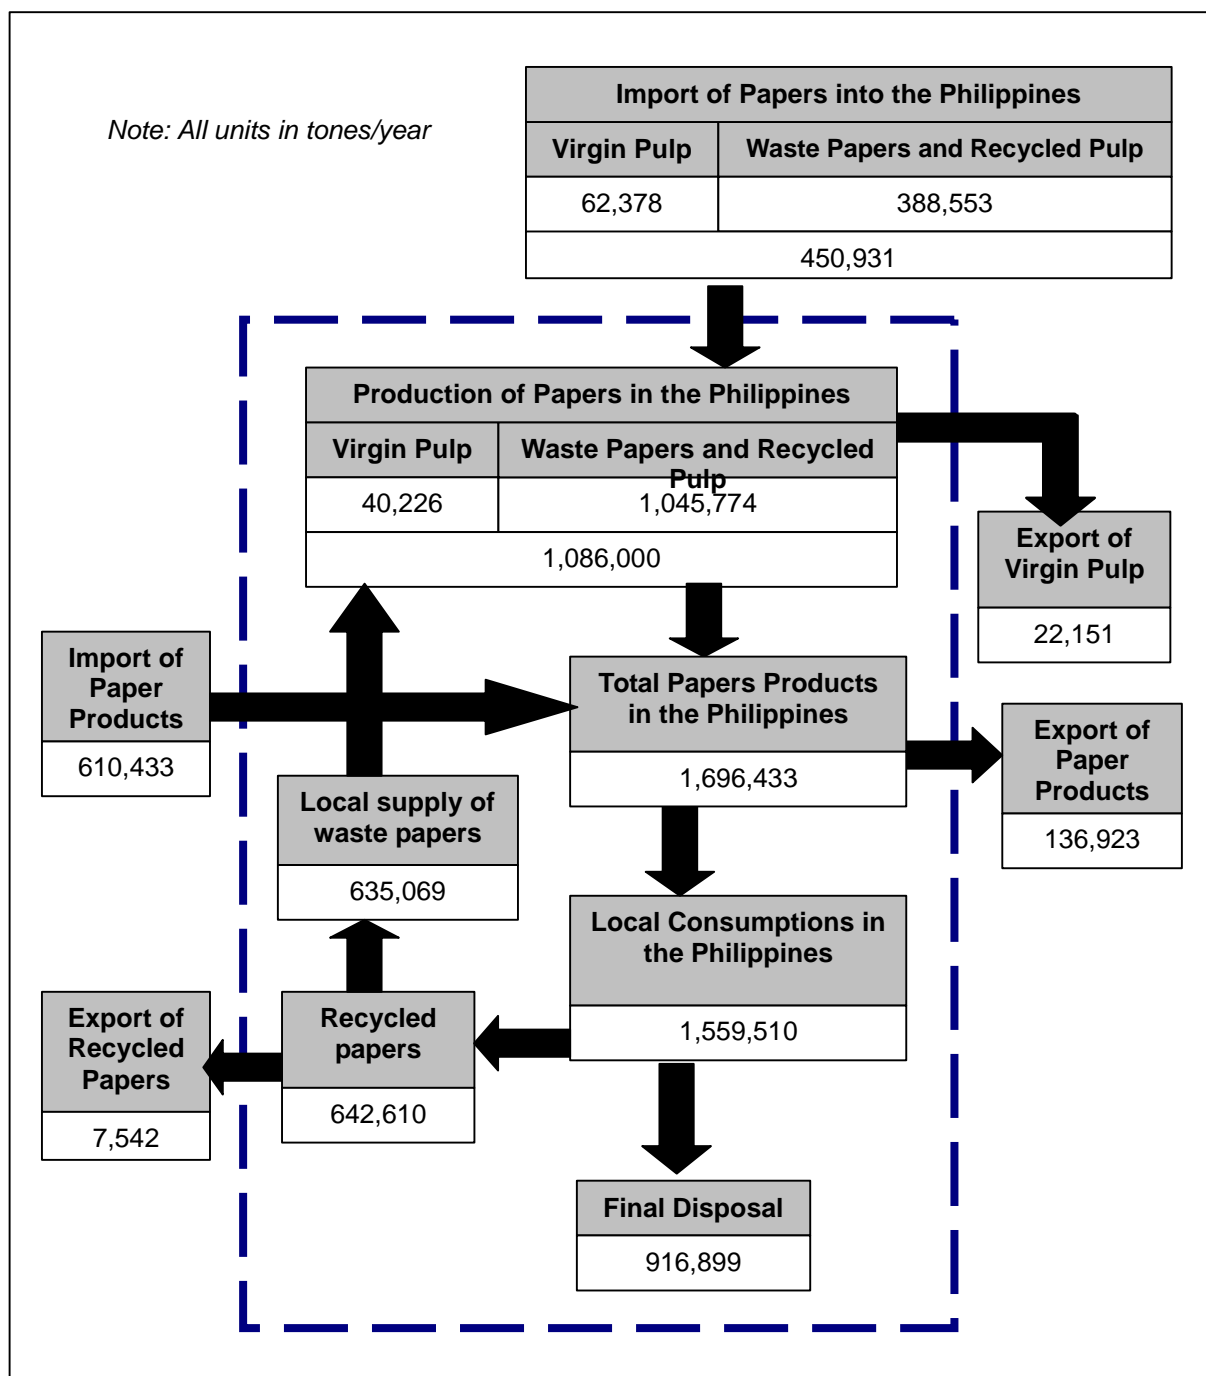 Import of Papers into the Philippines
Note: All units in tones/year
Virgin Pulp
Waste Papers and Recycled Pulp
62,378
388,553
450,931
Production of Papers in the Philippines
Virgin Pulp
Waste Papers and Recycled
Pulp
40,226
1,045,774
1,086,000
Export of
Virgin Pulp
22,151
Import of
Paper
Products
610,433
Total Papers Products
in the Philippines
1,696,433
Export of
Paper
Products
136,923
Local supply of
waste papers
635,069
Local Consumptions in
the Philippines
1,559,510
Export of
Recycled
Papers
7,542
Recycled
papers
642,610
Final Disposal
916,899